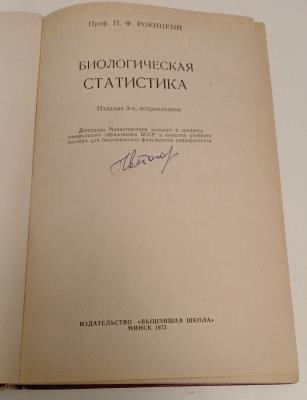 Проф. П. Ф. РОКИЦКИЙ
БИОЛОГИЧЕСКАЯ
СТАТИСТИКА
Издание 3-е, исправленное
Допущено Министерством высшего и среднего
специального образования БССР в качестве учебного
пособия для биологических факультетов университетов
ИЗДАТЕЛЬСТВО «ВЫШЭЙШАЯ ШКОЛА»
МИНСК 1973